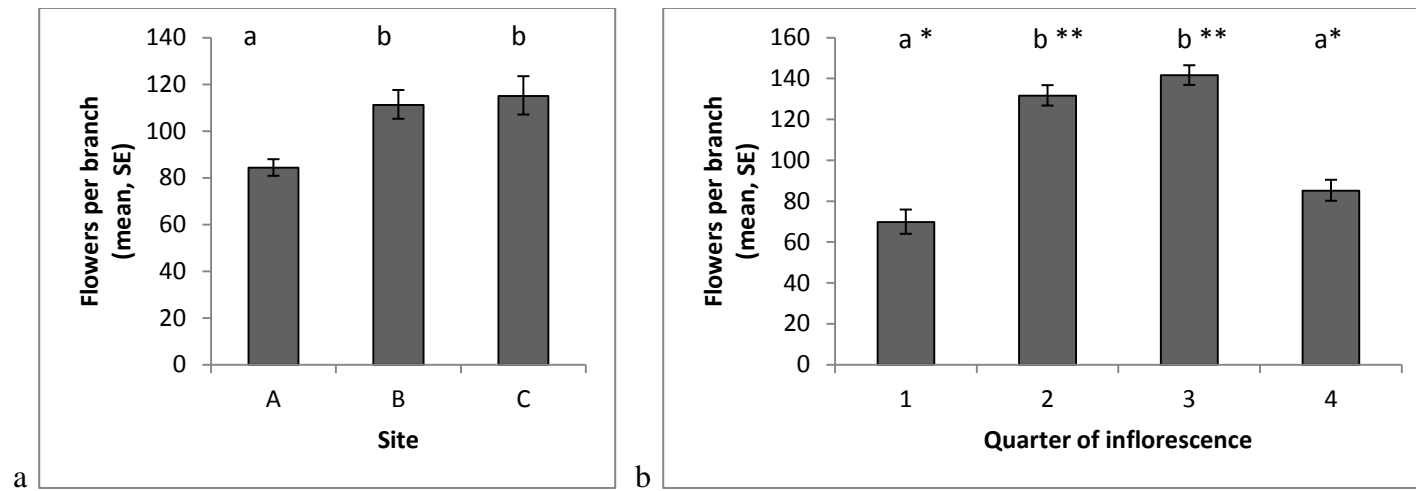 140
120
100
80
60
40
20
0
Flowers per branch
(mean, SE)
a b b
A B C
Site
a
160
140
120
100
80
60
40
20
0
Flowers per branch
(mean, SE)
a * b ** b ** a*
1 2 3 4
Quarter of inflorescence
b